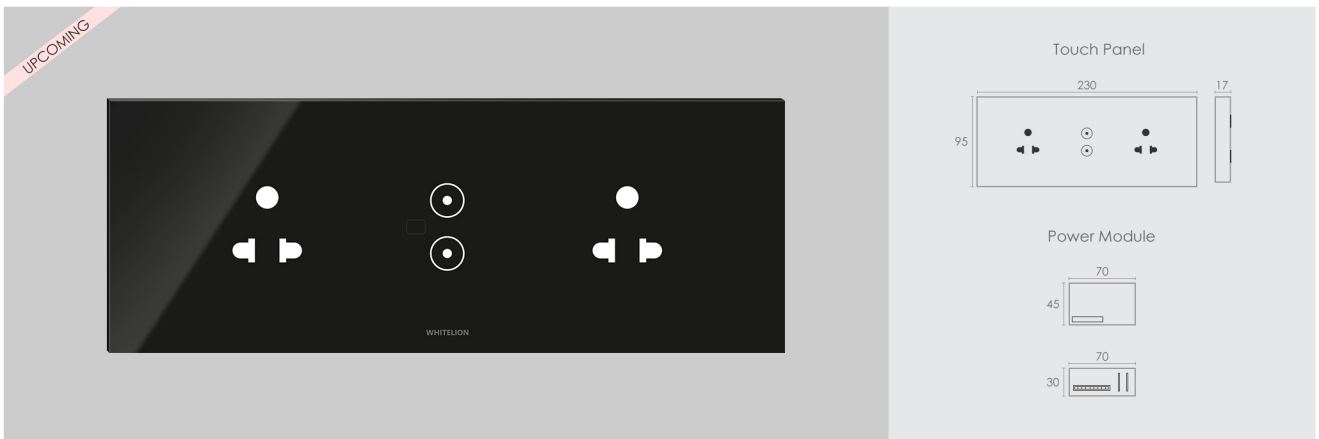 UPCOMING
WHITELION
Touch Panel
230
17
95
Power Module
70
45
70
30